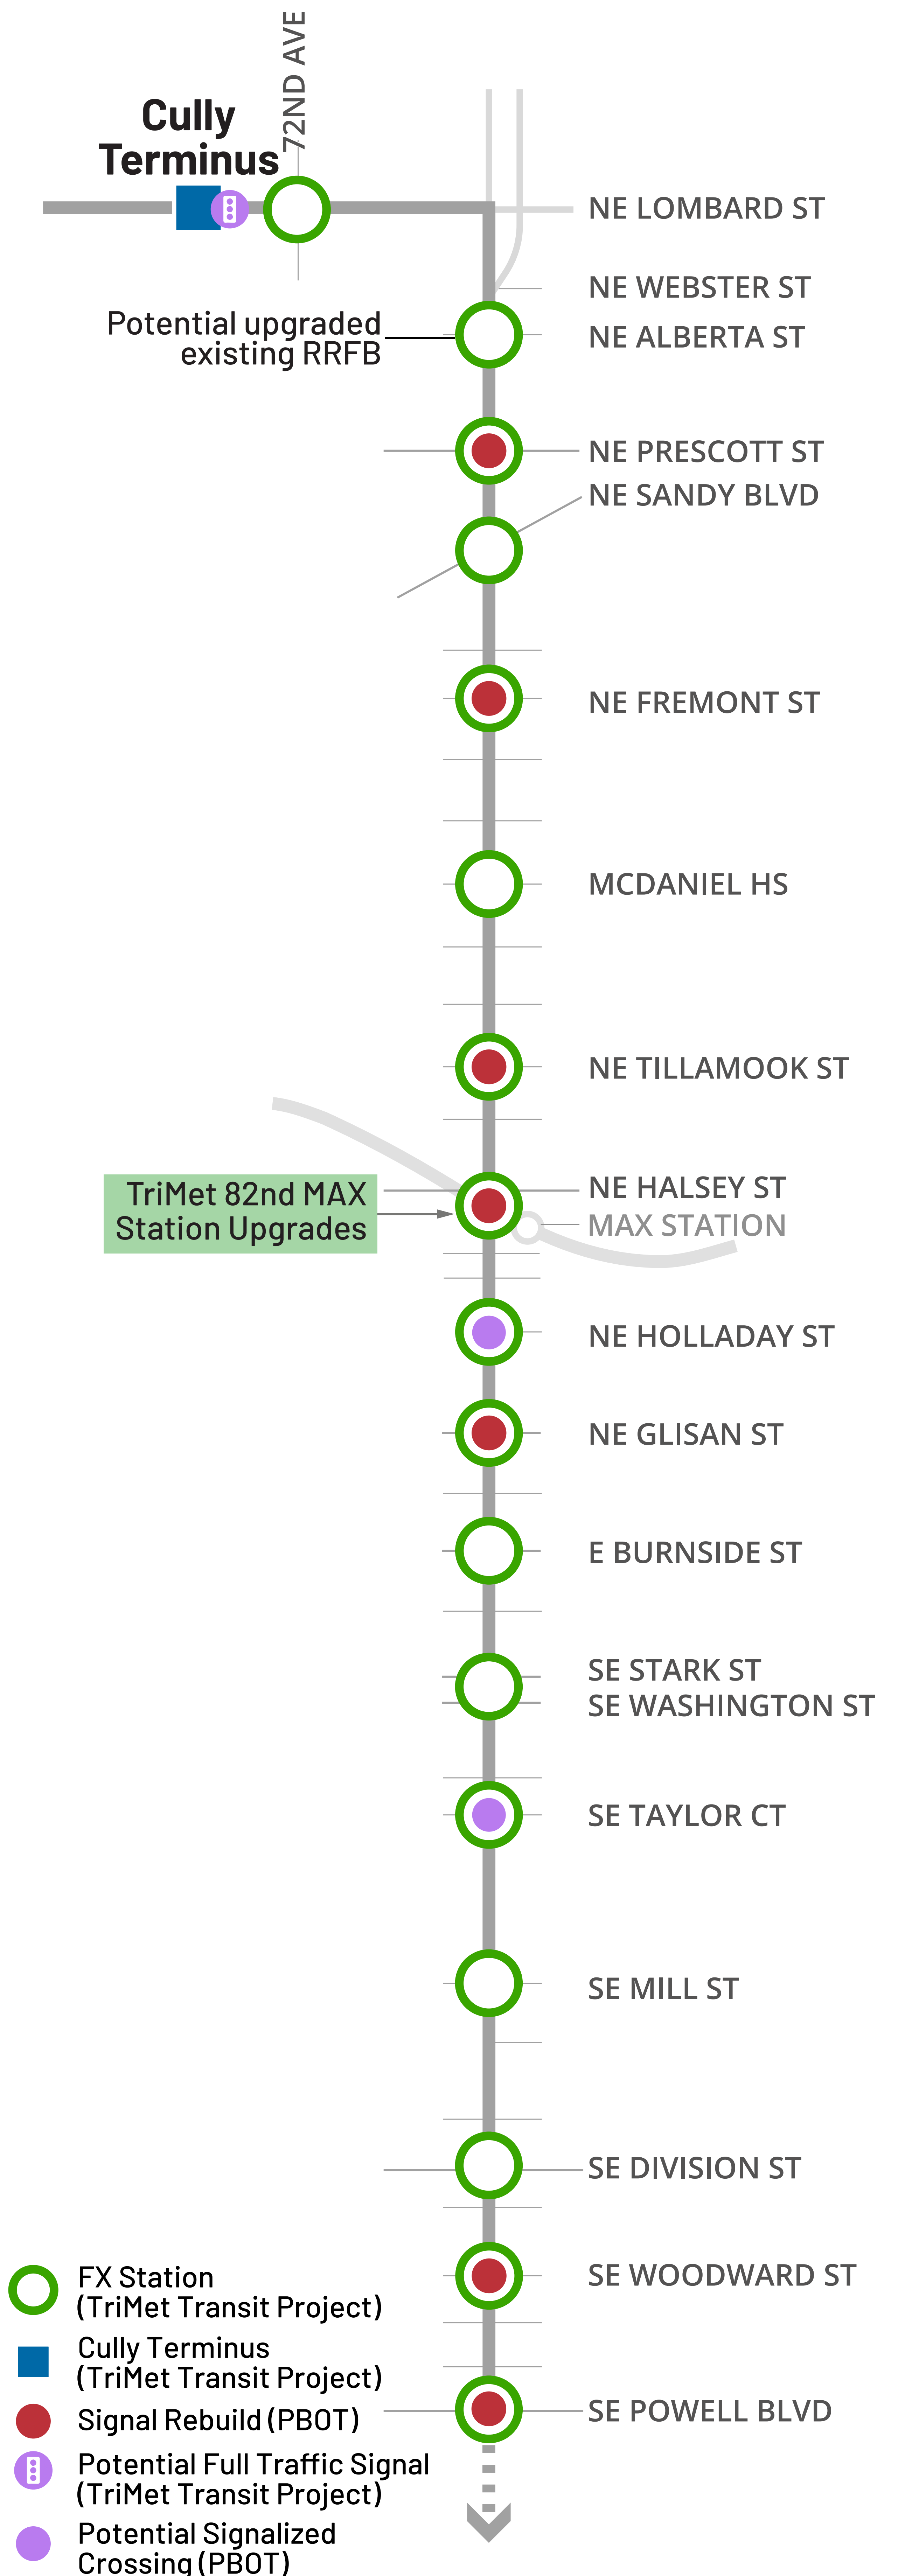 72ND AVE
Cully
Terminus
NE LOMBARD ST
NE WEBSTER ST
Potential upgraded
existing RRFB
NE ALBERTA ST
NE PRESCOTT ST
NE SANDY BLVD
NE FREMONT ST
MCDANIEL HS
NE TILLAMOOK ST
TriMet 82nd MAX
Station Upgrades
NE HALSEY ST
MAX STATION
NE HOLLADAY ST
NE GLISAN ST
E BURNSIDE ST
SE STARK ST
SE WASHINGTON ST
SE TAYLOR CT
SE MILL ST
SE DIVISION ST
SE WOODWARD ST
SE POWELL BLVD
FX Station
(TriMet Transit Project)
Cully Terminus
(TriMet Transit Project)
Signal Rebuild (PBOT)
Potential Full Traffic Signal
(TriMet Transit Project)
Potential Signalized
Crossing (PBOT)